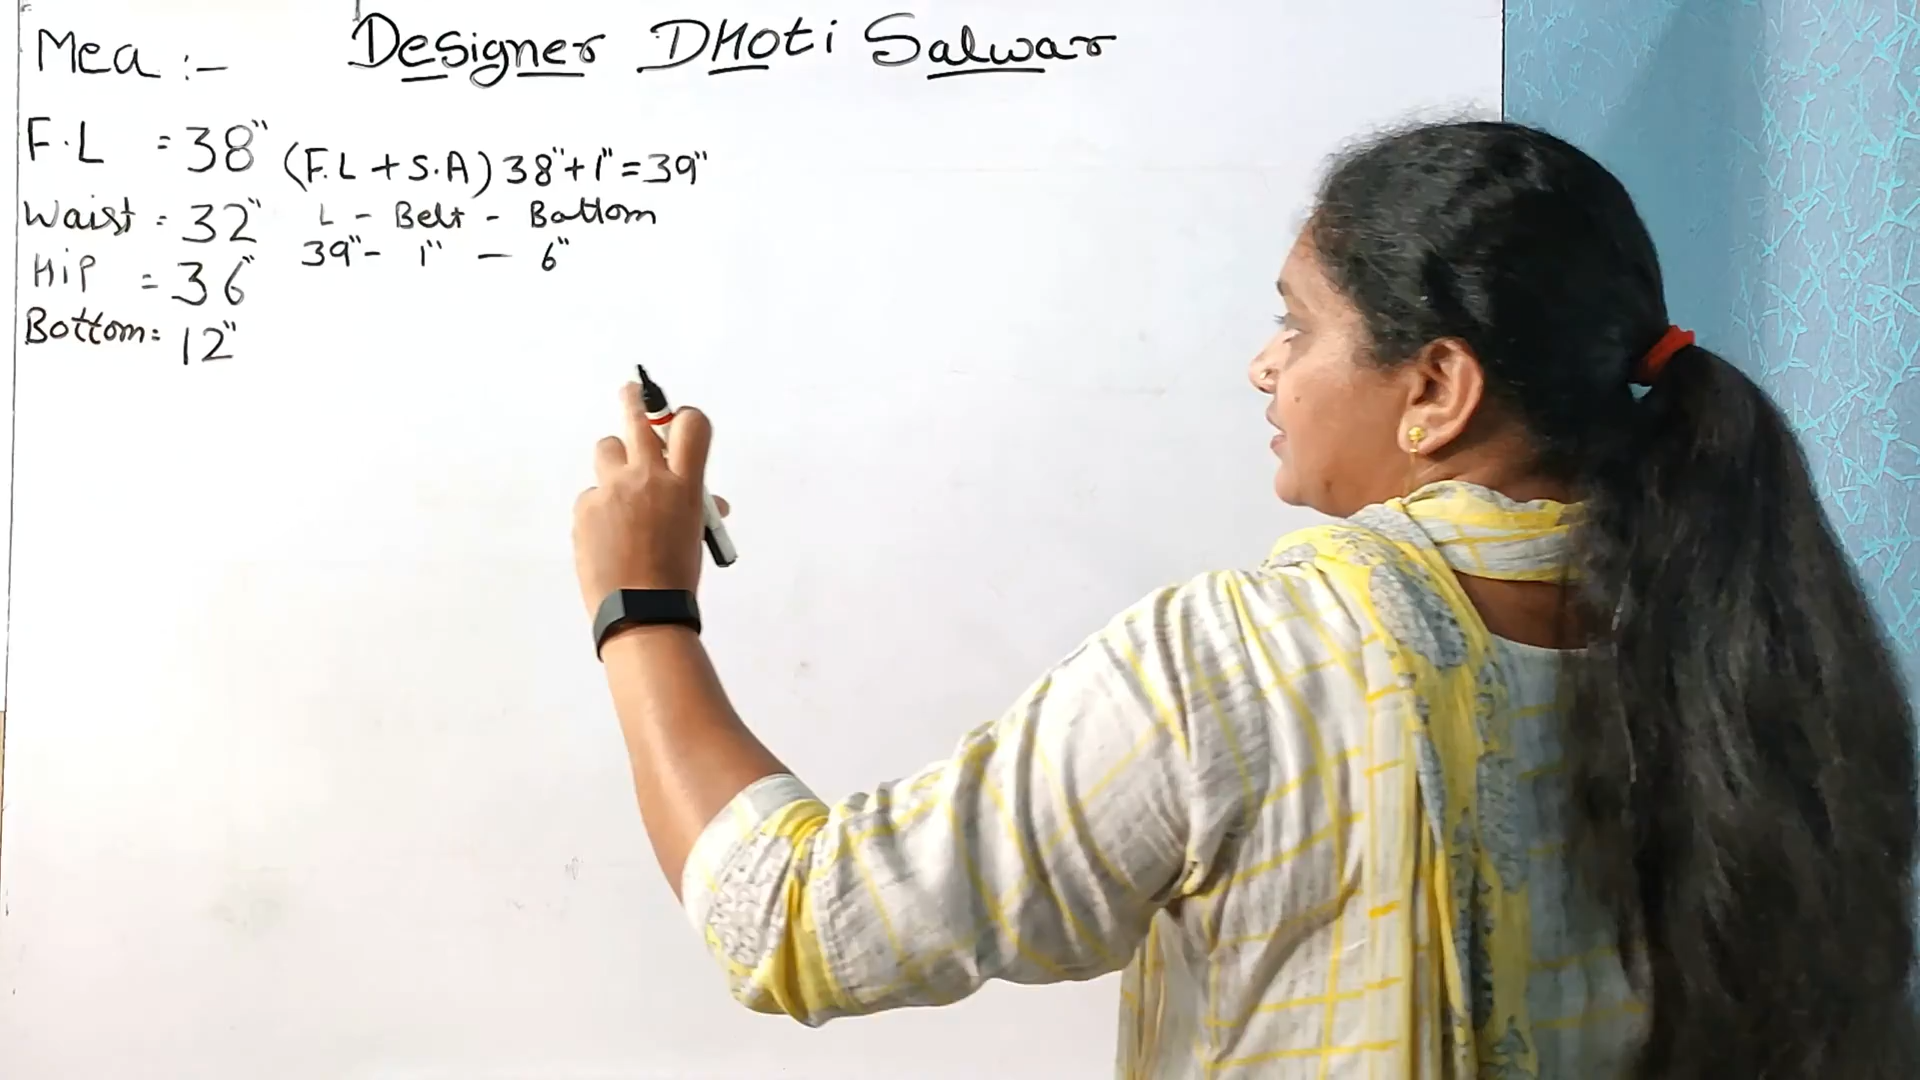 Designer DHOTi Salwar
Mea :-
F.L = 38" (F.L + S.A) 38"+1"=39"
Waist = 32" L - Belt - Bottom
Hip = 36" 39" - 1" - 6"
Bottom = 12"